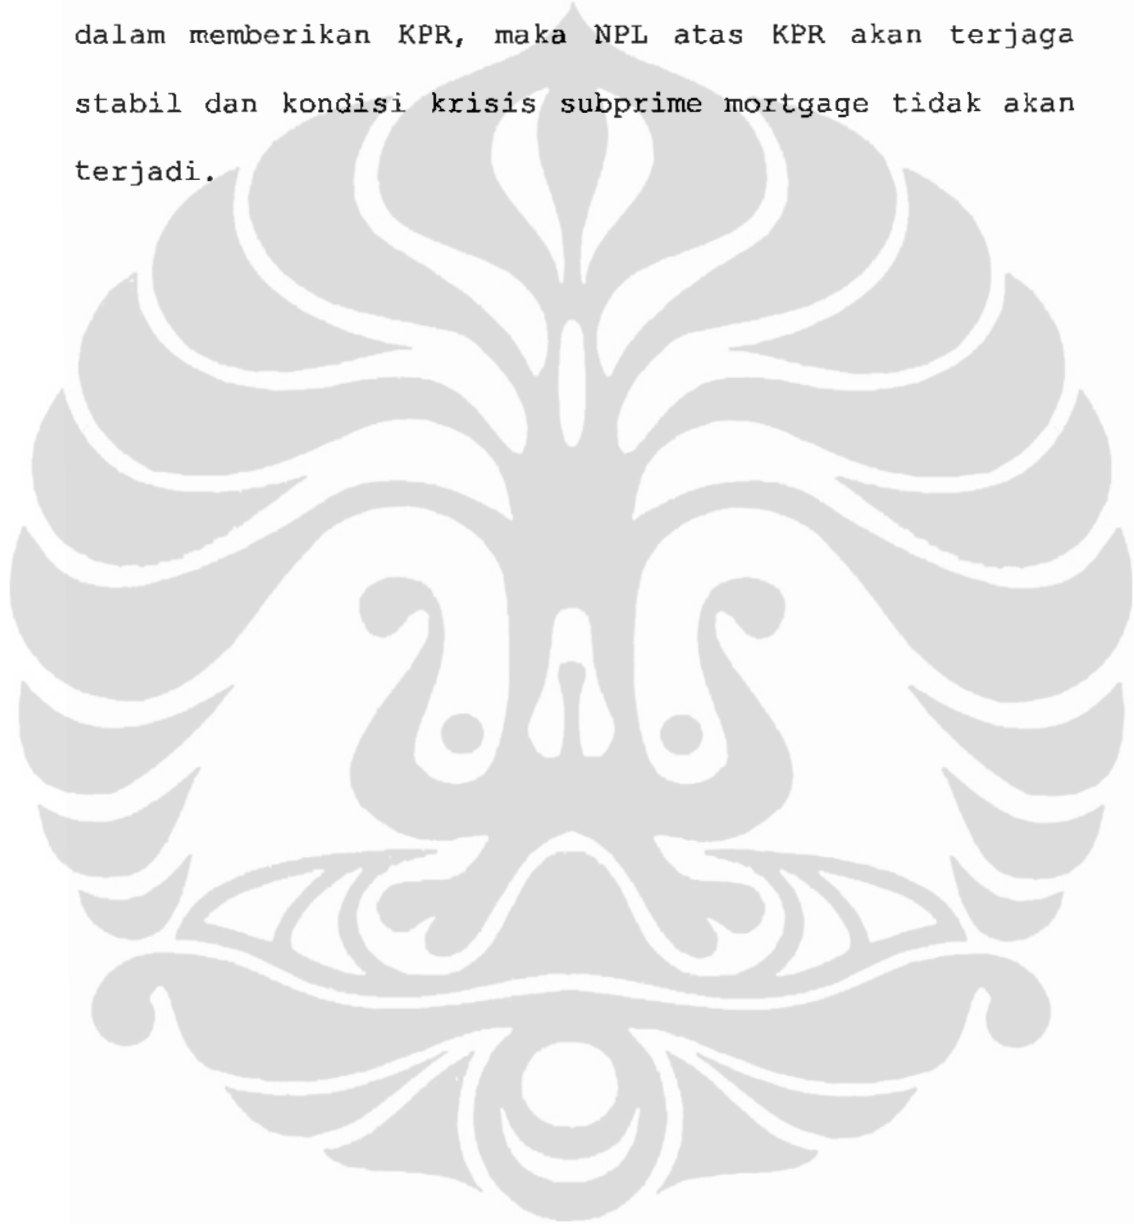 dalam memberikan KPR, maka NPL atas KPR akan terjaga
stabil dan kondisi krisis subprime mortgage tidak akan
terjadi.